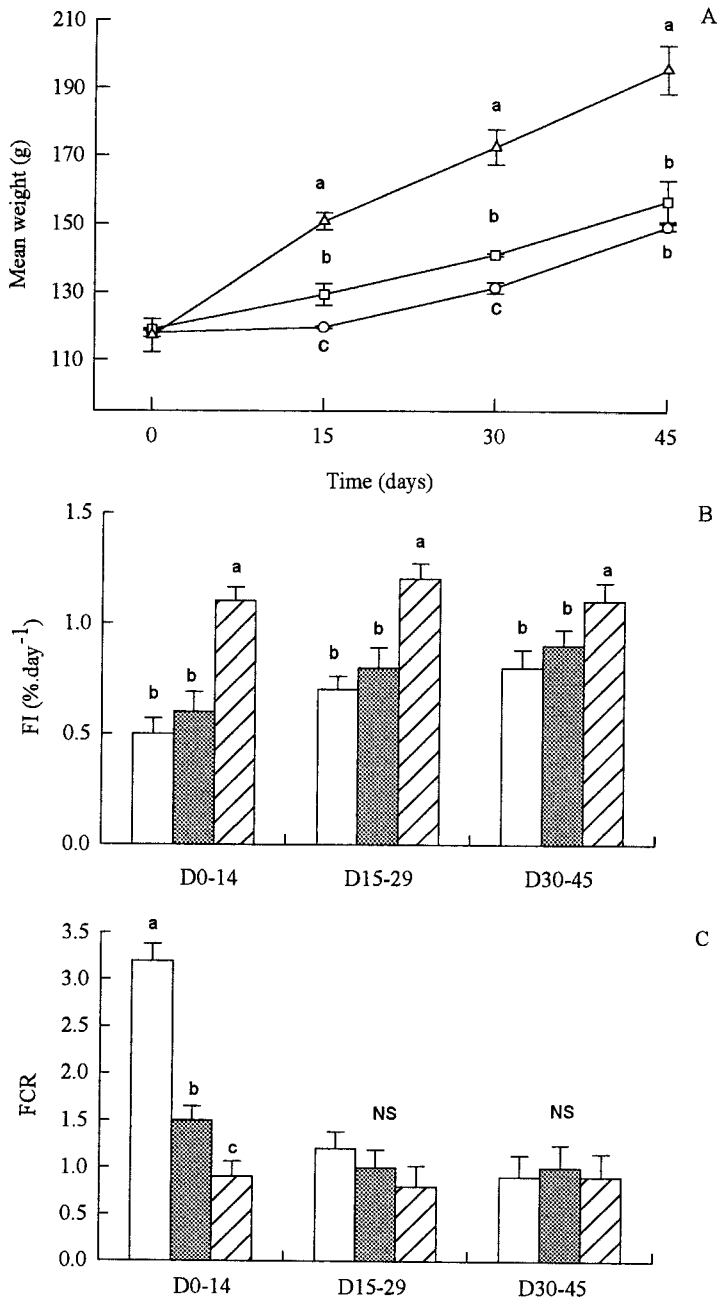 A
210
190
170
150
130
110
Mean weight (g)
a
a
a
b
b
b
c
c
b
0 15 30 45
Time (days)
B
1.5
1.0
0.5
0.0
FI (%.day-1)
b b a
b b a
b b a
D0-14 D15-29 D30-45
C
3.5
3.0
2.5
2.0
1.5
1.0
0.5
0.0
FCR
a
b
c
NS
NS
D0-14 D15-29 D30-45